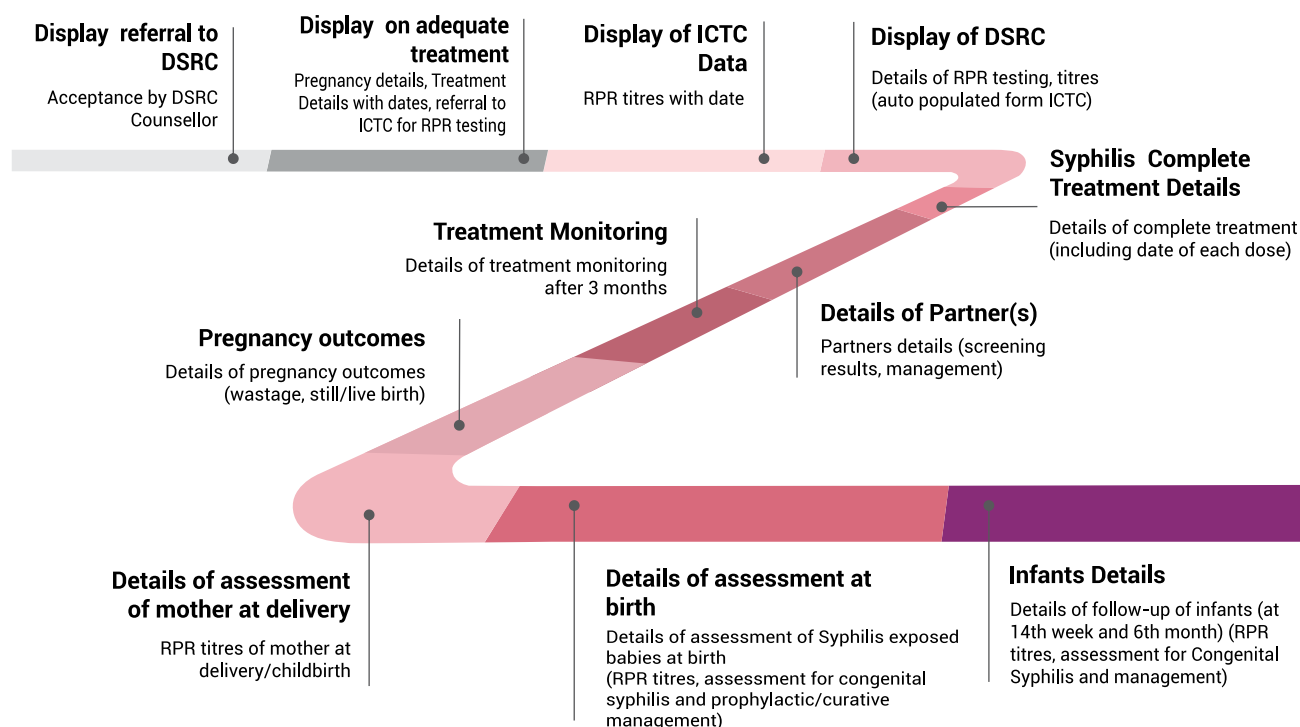 Display referral to
DSRC
Acceptance by DSRC
Counsellor
Display on adequate
treatment
Pregnancy details, Treatment
Details with dates, referral to
ICTC for RPR testing
Display of ICTC
Data
RPR titres with date
Display of DSRC
Details of RPR testing, titres
(auto populated form ICTC)
Syphilis Complete
Treatment Details
Details of complete treatment
(including date of each dose)
Details of Partner(s)
Partners details (screening
results, management)
Treatment Monitoring
Details of treatment monitoring
after 3 months
Pregnancy outcomes
Details of pregnancy outcomes
(wastage, still/live birth)
Details of assessment
of mother at delivery
RPR titres of mother at
delivery/childbirth
Details of assessment at
birth
Details of assessment of Syphilis exposed
babies at birth
(RPR titres, assessment for congenital
syphilis and prophylactic/curative
management)
Infants Details
Details of follow-up of infants (at
14th week and 6th month) (RPR
titres, assessment for Congenital
Syphilis and management)